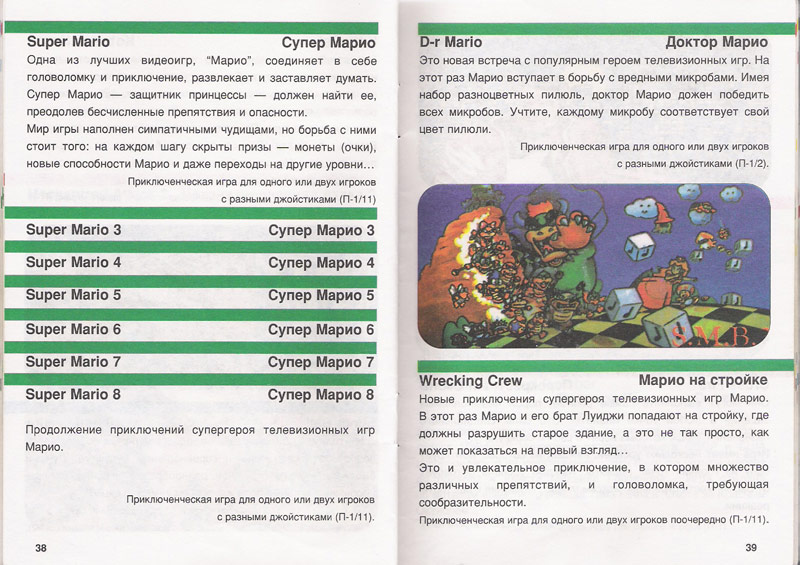 Super Mario Супер Марио
Одна из лучших видеоигр, “Марио”, соединяет в себе
головоломку и приключение, развлекает и заставляет думать.
Супер Марио — защитник принцессы — должен найти ее,
преодолев бесчисленные препятствия и опасности.
Мир игры наполнен симпатичными чудищами, но борьба с ними
стоит того: на каждом шагу скрыты призы — монеты (очки),
новые способности Марио и даже переходы на другие уровни...
Приключенческая игра для одного или двух игроков
с разными джойстиками (П-1/11)
Super Mario 3 Супер Марио 3
Super Mario 4 Супер Марио 4
Super Mario 5 Супер Марио 5
Super Mario 6 Супер Марио 6
Super Mario 7 Супер Марио 7
Super Mario 8 Супер Марио 8
Продолжение приключений супергероя телевизионных игр
Марио.
Приключенческая игра для одного или двух игроков
с разными джойстиками (П-1/11).
38
D-r Mario Доктор Марио
Это новая встреча с популярным героем телевизионных игр. На
этот раз Марио вступает в борьбу с вредными микробами. Имея
набор разноцветных пилюль, доктор Марио дожен победить
всех микробов. Учтите, каждому микробу соответствует свой
цвет пилюли.
Приключенческая игра для одного или двух игроков
с разными джойстиками (П-1/2).
S.M.B.
Wrecking Crew Марио на стройке
Новые приключения супергероя телевизионных игр Марио.
В этот раз Марио и его брат Луиджи попадают на стройку, где
должны разрушить старое здание, а это не так просто, как
может показаться на первый взгляд...
Это и увлекательное приключение, в котором множество
различных препятствий, и головоломка, требующая
сообразительности.
Приключенческая игра для одного или двух игроков поочередно (П-1/11).
39